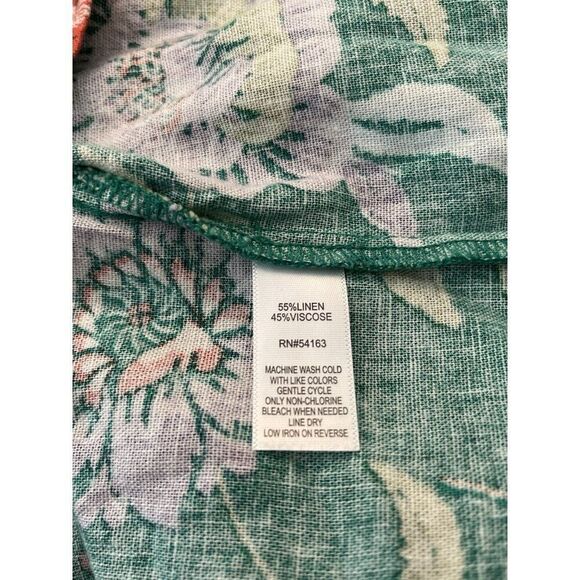 55%LINEN
45%VISCOSE
RN#54163
MACHINE WASH COLD
WITH LIKE COLORS
GENTLE CYCLE
ONLY NON-CHLORINE
BLEACH WHEN NEEDED
LINE DRY
LOW IRON ON REVERSE